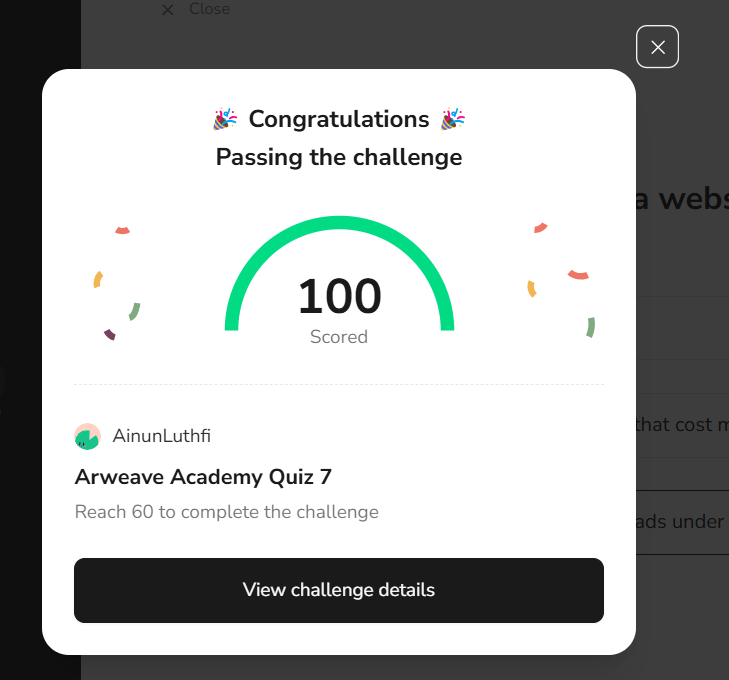 Close
Congratulations
Passing the challenge
a webs
100
Scored
that cost m
AinunLuthfi
Arweave Academy Quiz 7
Reach 60 to complete the challenge
ads under
View challenge details